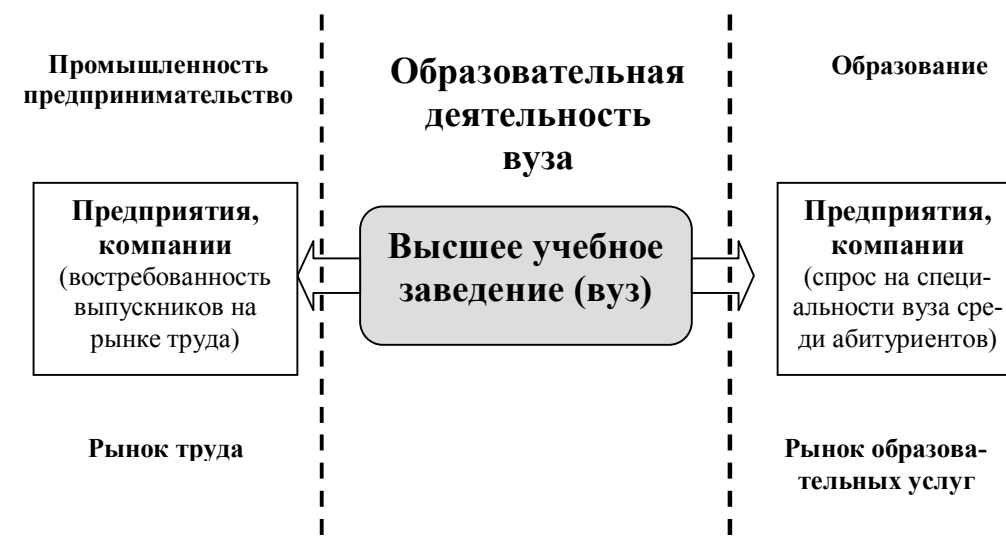 Промышленность
предпринимательство
Образовательная
деятельность
вуза
Образование
Предприятия,
компании
(востребованность
выпускников на
рынке труда)
Высшее учебное
заведение (вуз)
Предприятия,
компании
(спрос на специ-
альности вуза сре-
ди абитуриентов)
Рынок труда
Рынок образова-
тельных услуг